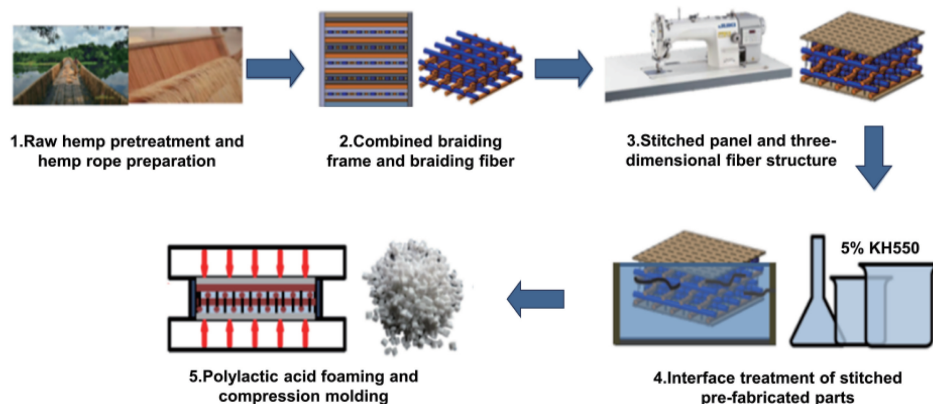 1.Raw hemp pretreatment and
hemp rope preparation
2.Combined braiding
frame and braiding fiber
3.Stitched panel and three-
dimensional fiber structure
5% KH550
4.Interface treatment of stitched
pre-fabricated parts
5.Polylactic acid foaming and
compression molding